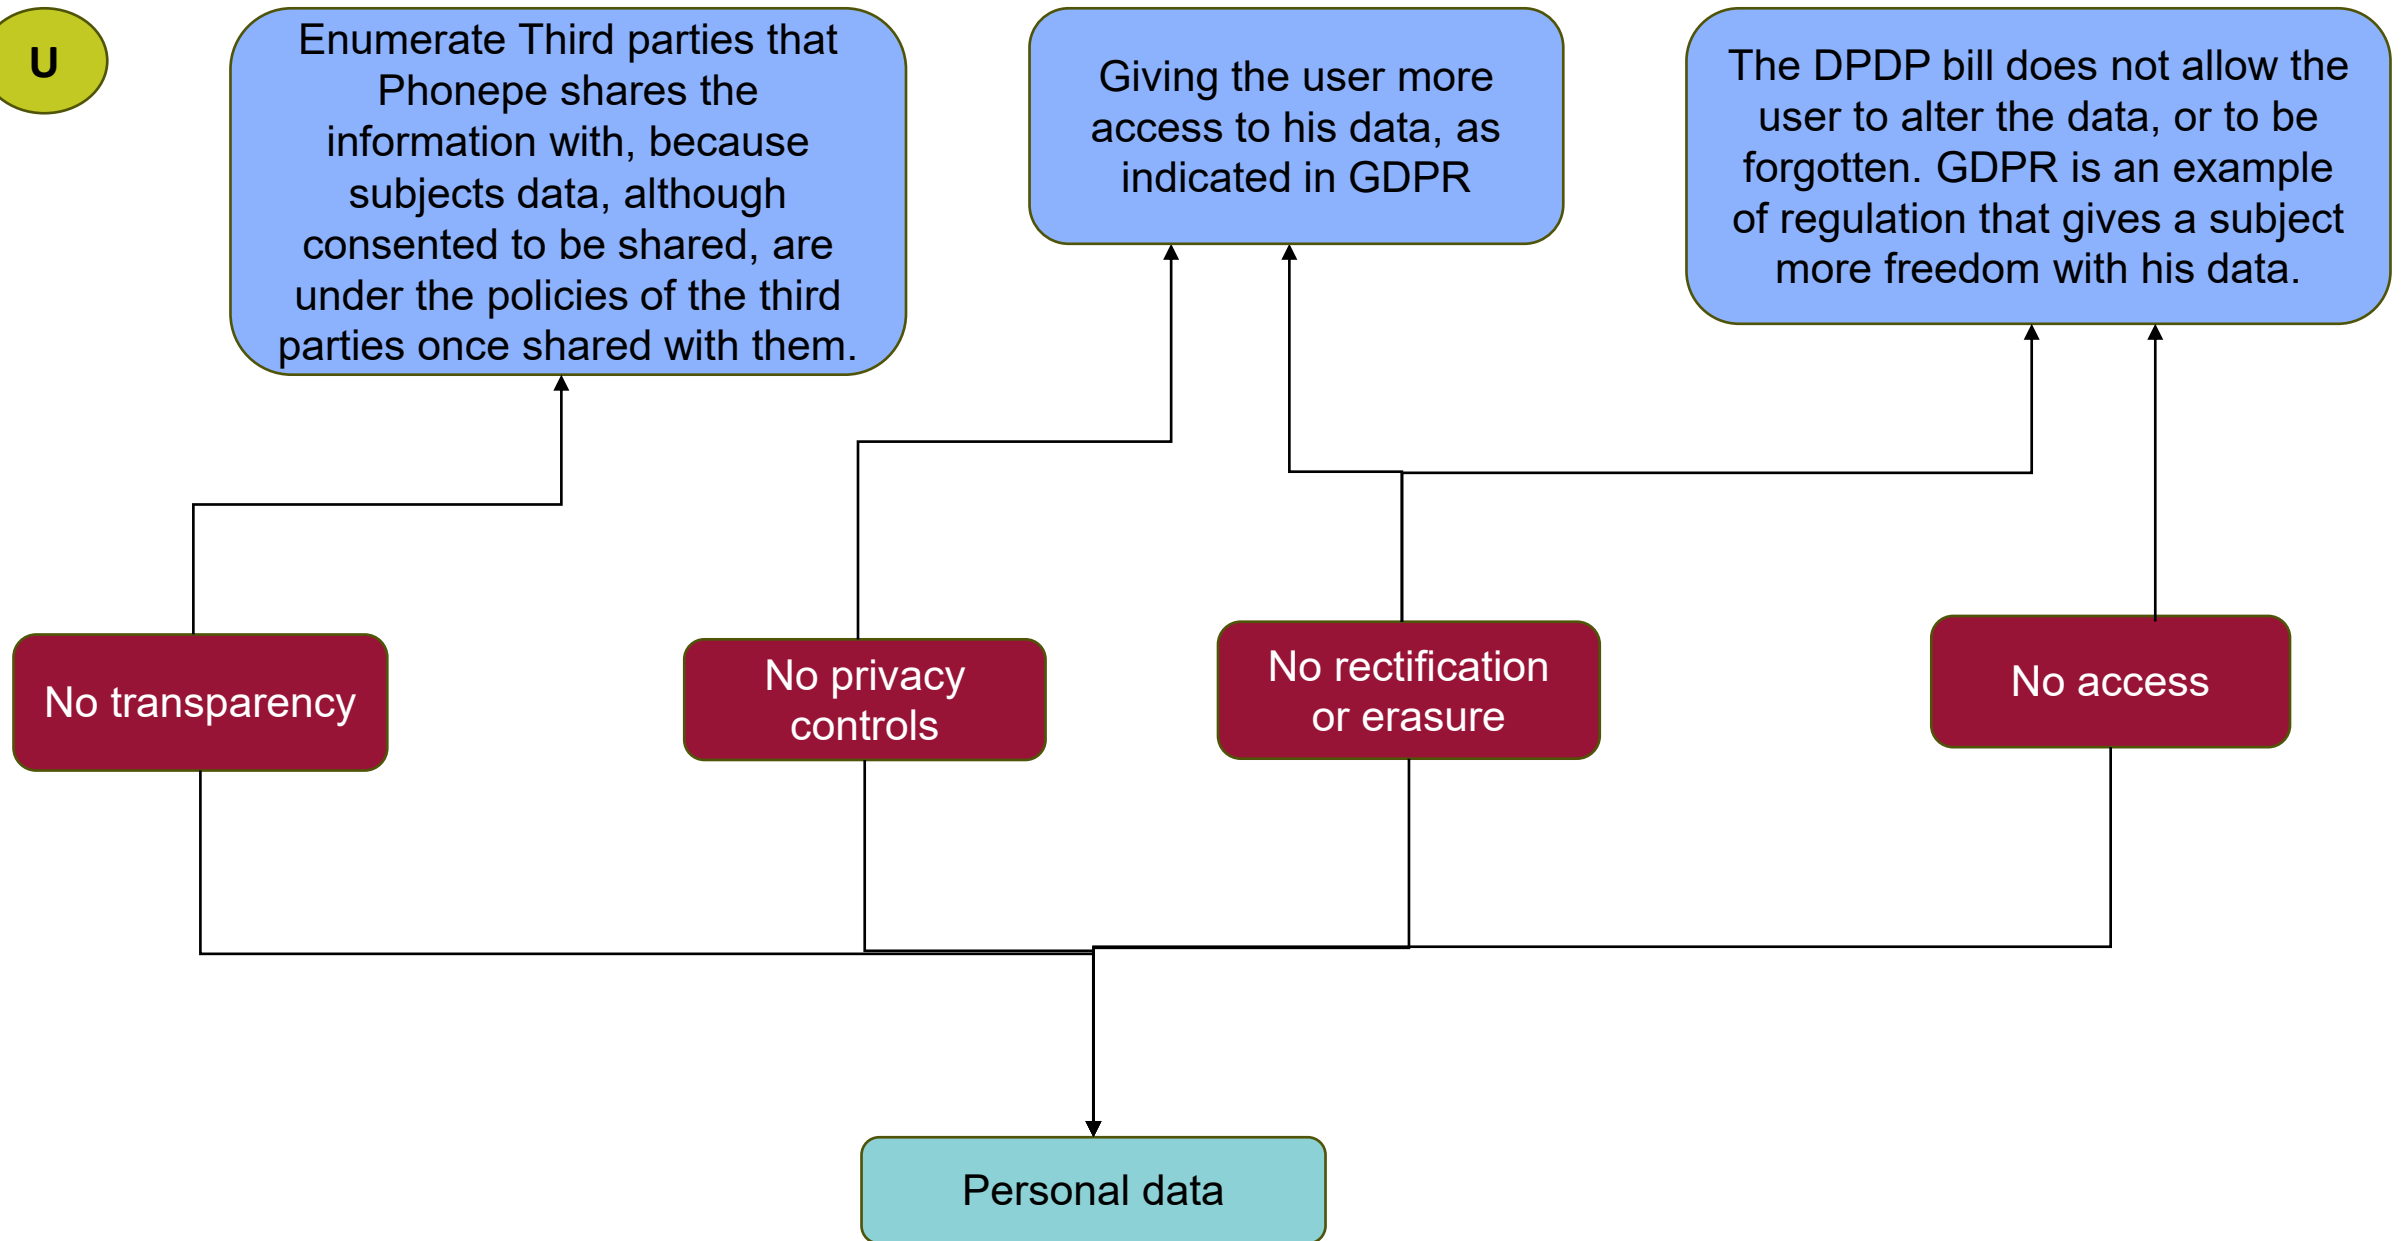 U
Enumerate Third parties that
Phonepe shares the
information with, because
subjects data, although
consented to be shared, are
under the policies of the third
parties once shared with them.
Giving the user more
access to his data, as
indicated in GDPR
The DPDP bill does not allow the
user to alter the data, or to be
forgotten. GDPR is an example
of regulation that gives a subject
more freedom with his data.
No transparency
No privacy
controls
No rectification
or erasure
No access
Personal data